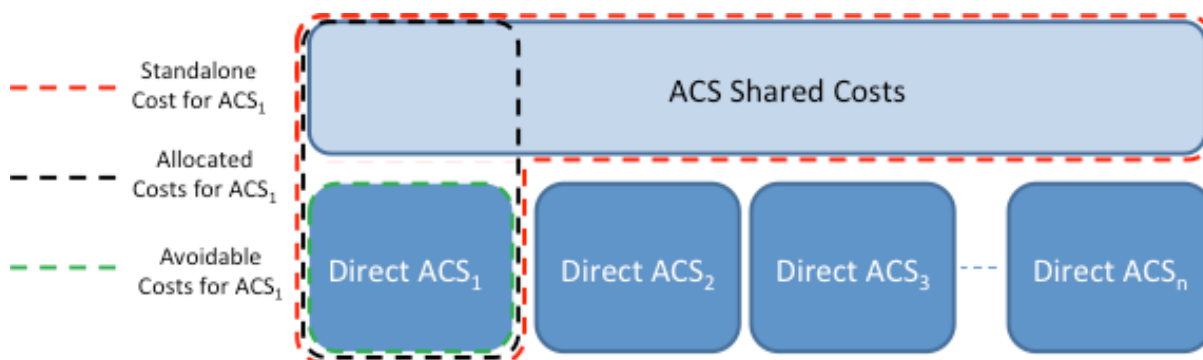 Standalone
Cost for ACS₁
Allocated
Costs for ACS₁
Avoidable
Costs for ACS₁
ACS Shared Costs
Direct ACS₁
Direct ACS₂
Direct ACS₃
Direct ACSₙ